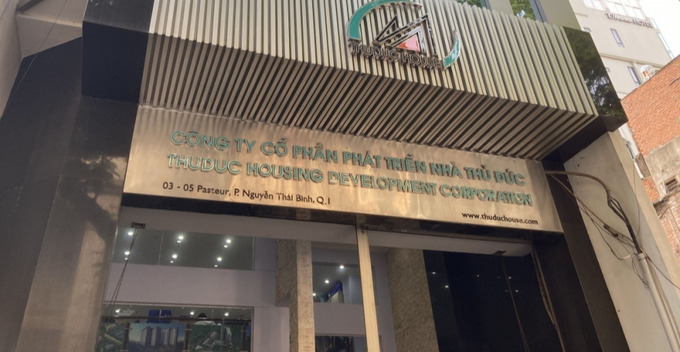 THUDUC HOUSE
CÔNG TY CỔ PHẦN PHÁT TRIỂN NHÀ THỦ ĐỨC
THUDUC HOUSING DEVELOPMENT CORPORATION
03 - 05 Pasteur, P. Nguyễn Thái Bình, Q.1
www.thuduchouse.com